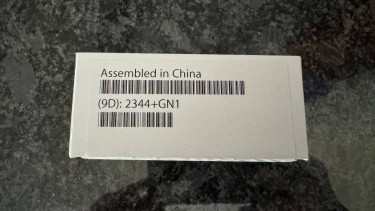 Assembled in China
(9D): 2344+GN1